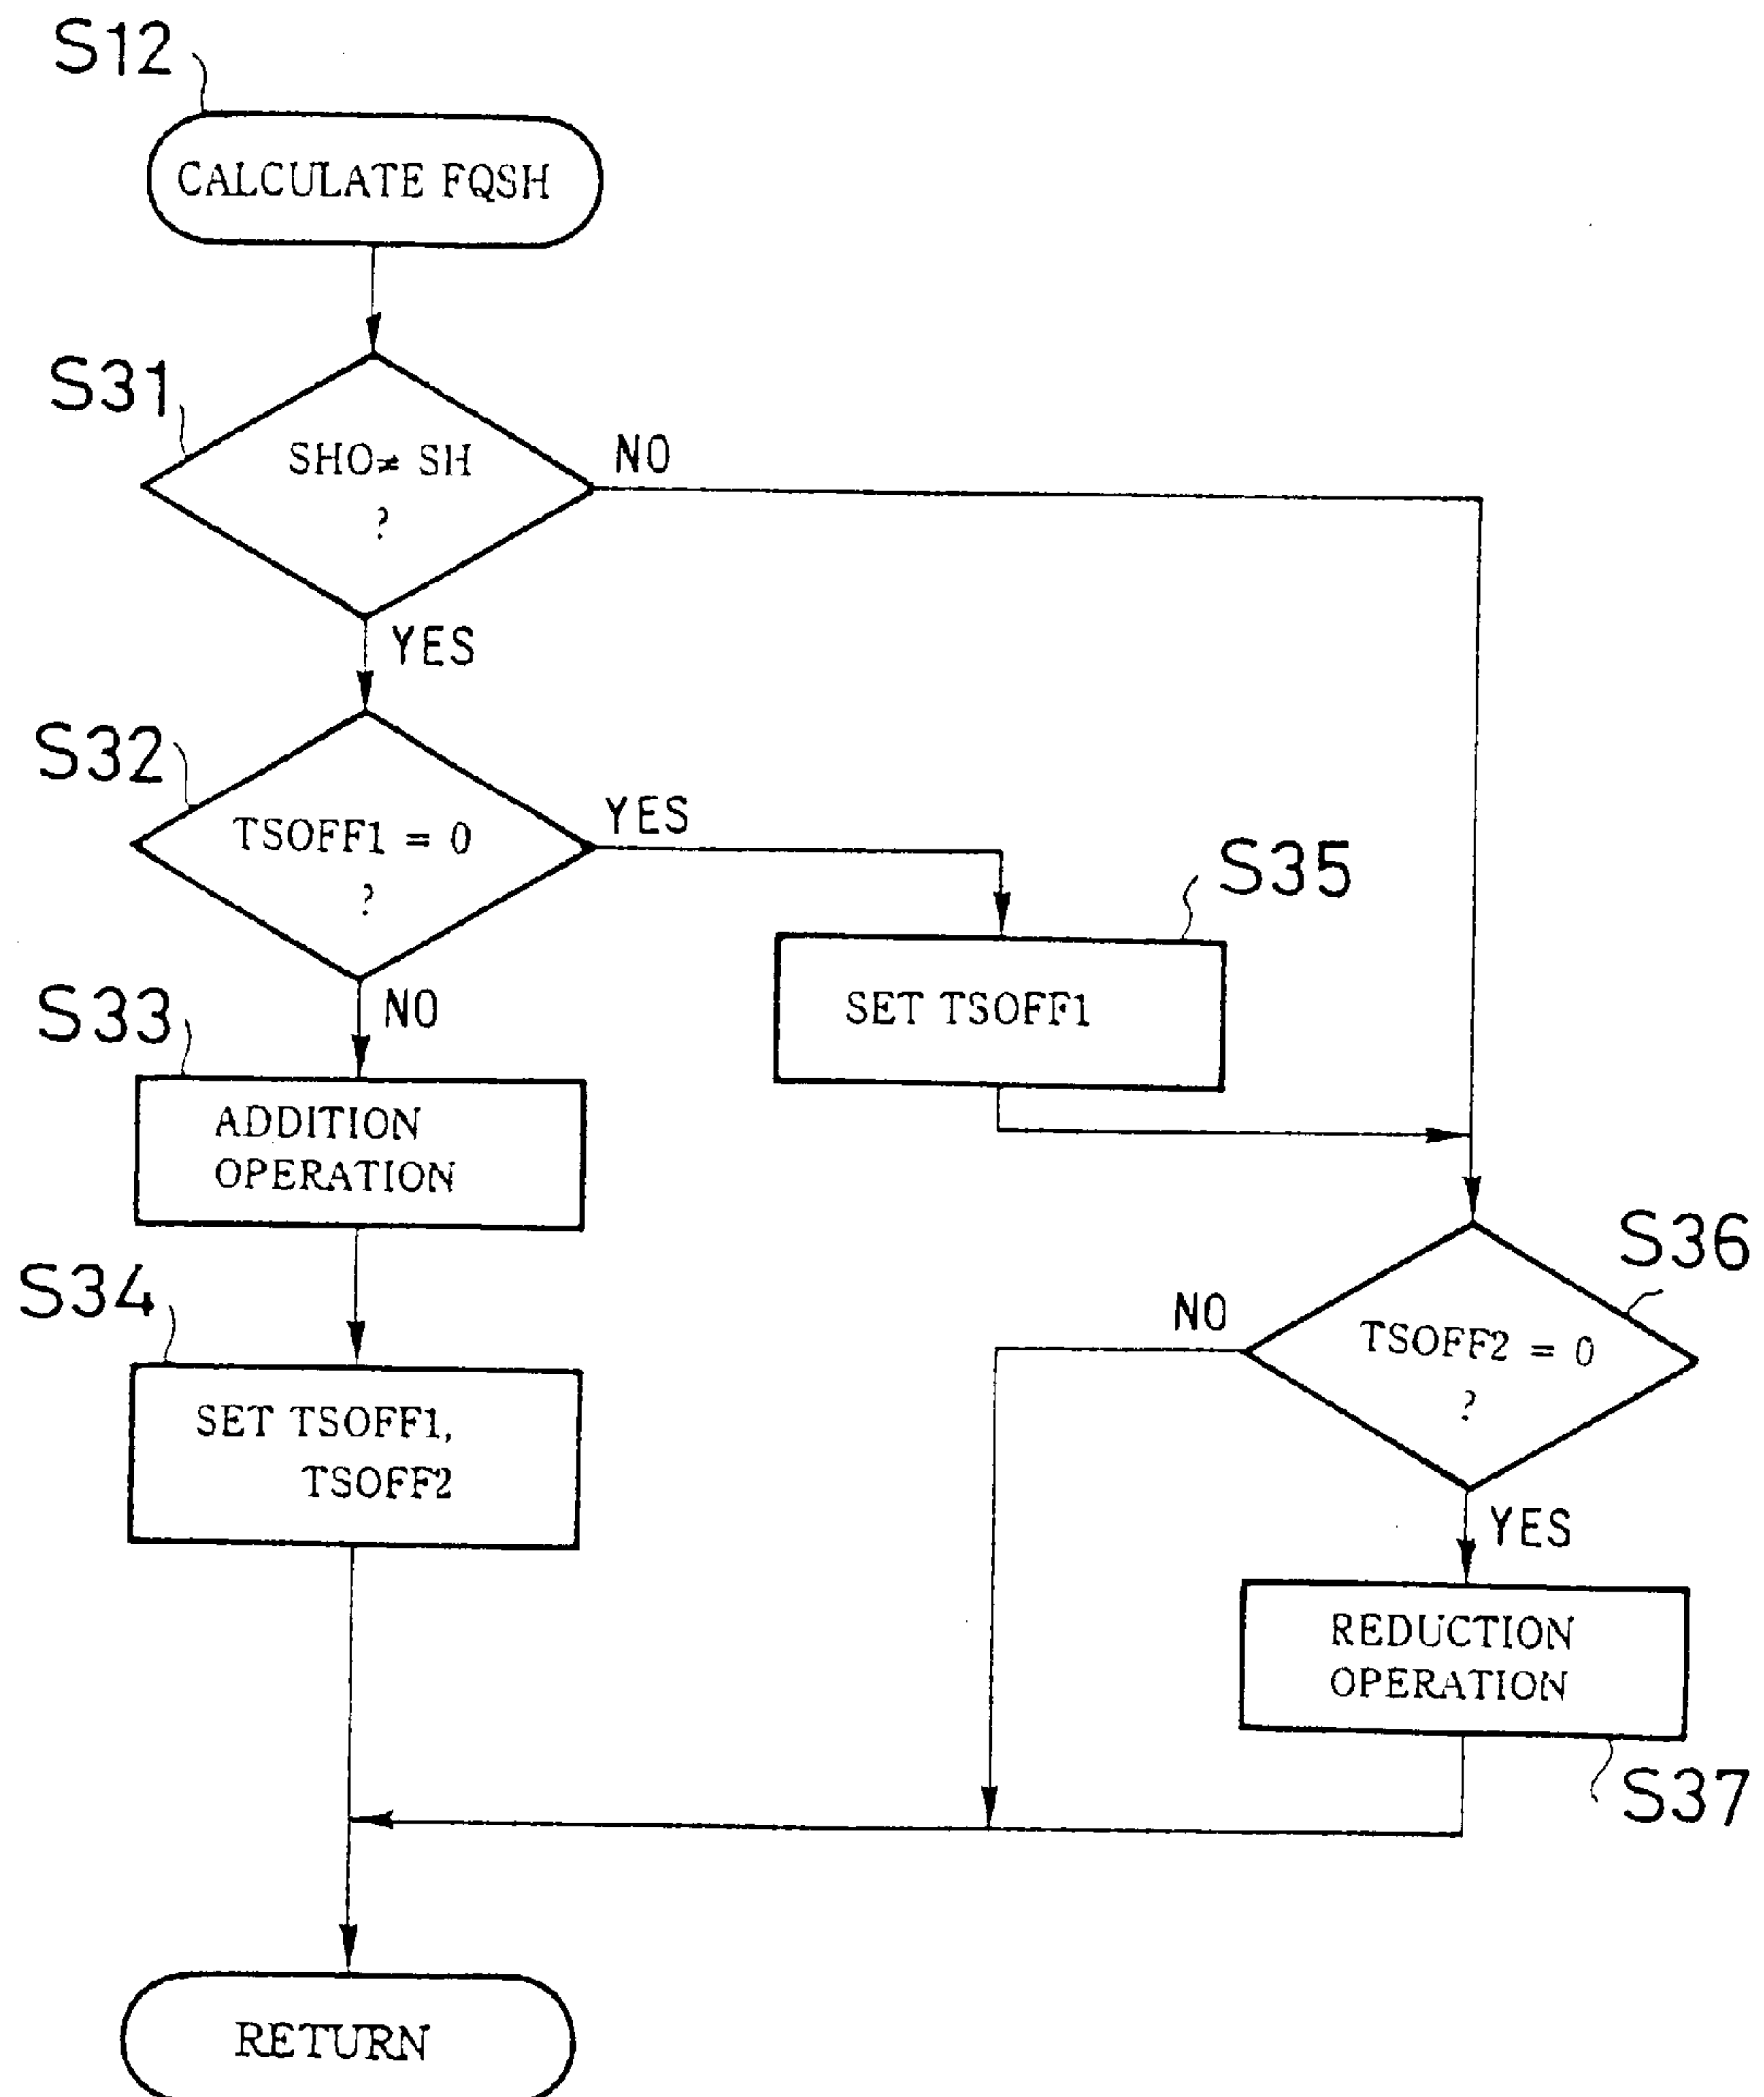 S12
CALCULATE FQSH
S31
SHO≠ SH
?
NO
YES
S32
TSOFF1 = 0
?
YES
NO
S35
SET TSOFF1
S33
ADDITION
OPERATION
S34
SET TSOFF1,
TSOFF2
S36
NO
TSOFF2 = 0
?
YES
REDUCTION
OPERATION
S37
RETURN